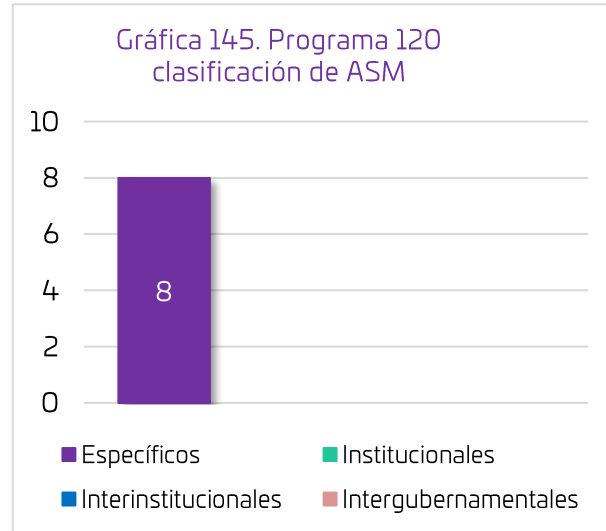 Gráfica 145. Programa 120
clasificación de ASM
10
8
6
4
2
0
8
Específicos
Institucionales
Interinstitucionales
Intergubernamentales